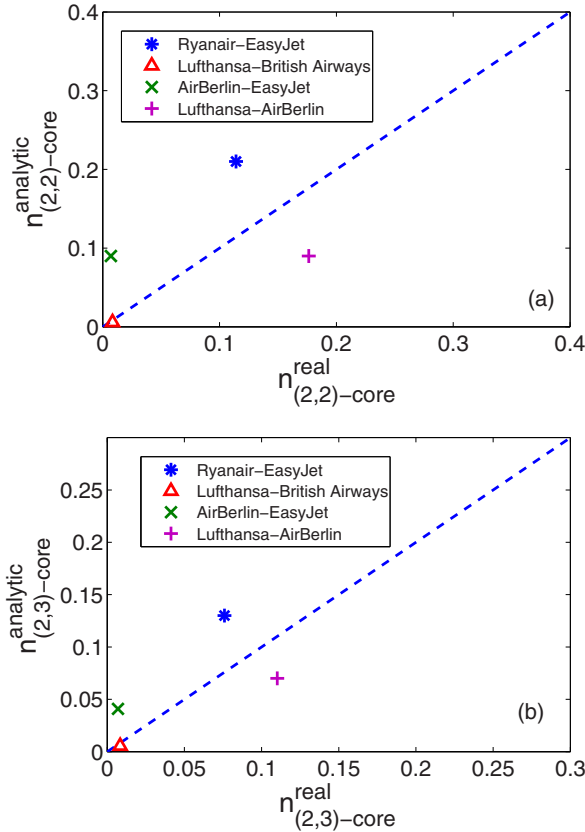 0.4
0.3
0.2
0.1
0
0
0.1
0.2
0.3
0.4
n^analytic_(2,2)-core
Ryanair-EasyJet
Lufthansa-British Airways
AirBerlin-EasyJet
Lufthansa-AirBerlin
(a)
n^real_(2,2)-core
0.25
0.2
0.15
0.1
0.05
0
0
0.05
0.1
0.15
0.2
0.25
0.3
n^analytic_(2,3)-core
Ryanair-EasyJet
Lufthansa-British Airways
AirBerlin-EasyJet
Lufthansa-AirBerlin
(b)
n^real_(2,3)-core